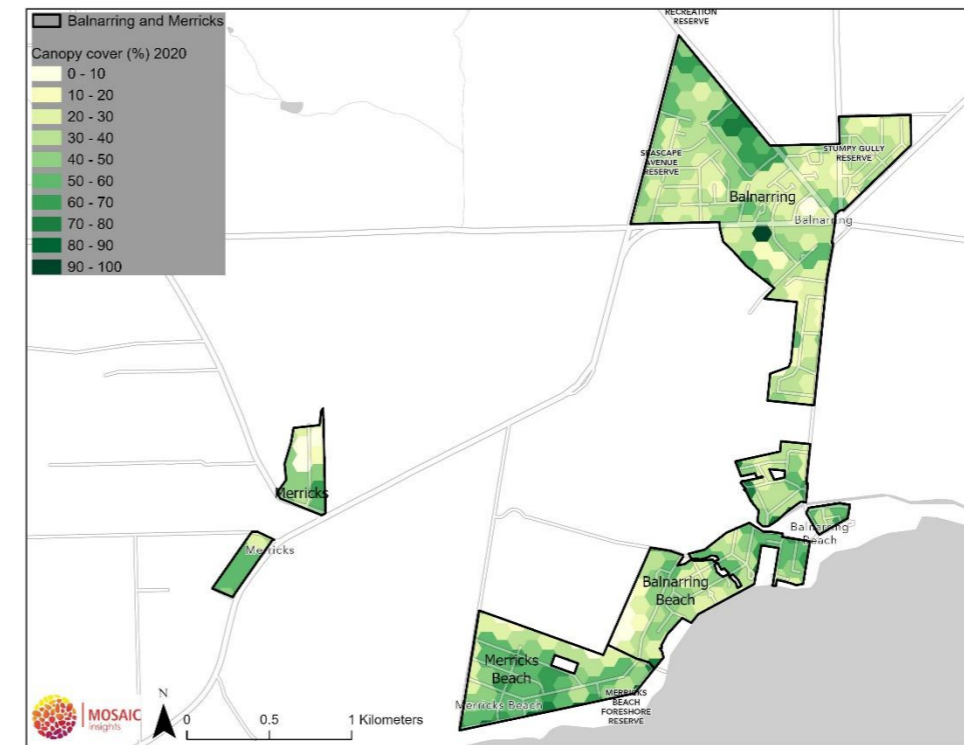 Balnarring and Merricks
Canopy cover (%) 2020
0 - 10
10 - 20
20 - 30
30 - 40
40 - 50
50 - 60
60 - 70
70 - 80
80 - 90
90 - 100
RECREATION
RESERVE
SEASCAPE
AVENUE
RESERVE
STUMPY GULLY
RESERVE
Balnarring
Balnarring
Merricks
Merricks
Balnarring
Beach
Balnarring
Beach
Merricks
Beach
Merricks Beach
MERRICKS
BEACH
FORESHORE
RESERVE
MOSAIC
insights
N
0 0.5 1 Kilometers